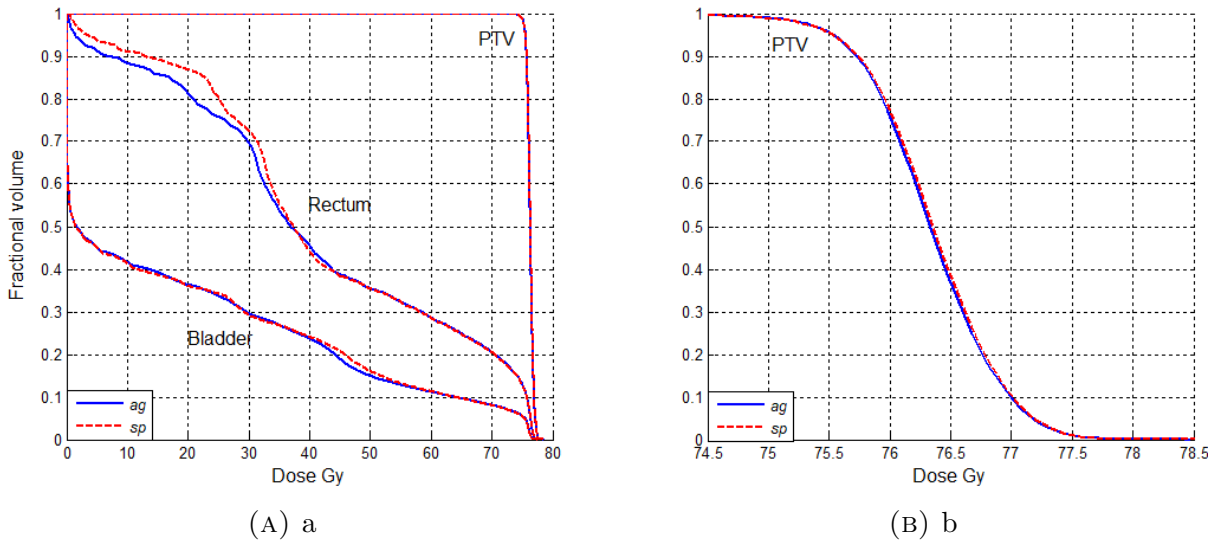 1
0.9
0.8
0.7
0.6
0.5
0.4
0.3
0.2
0.1
0
Fractional volume
PTV
Rectum
Bladder
ag
sp
0 10 20 30 40 50 60 70 80
Dose Gy
(A) a
1
0.9
0.8
0.7
0.6
0.5
0.4
0.3
0.2
0.1
0
PTV
ag
sp
74.5 75 75.5 76 76.5 77 77.5 78 78.5
Dose Gy
(B) b